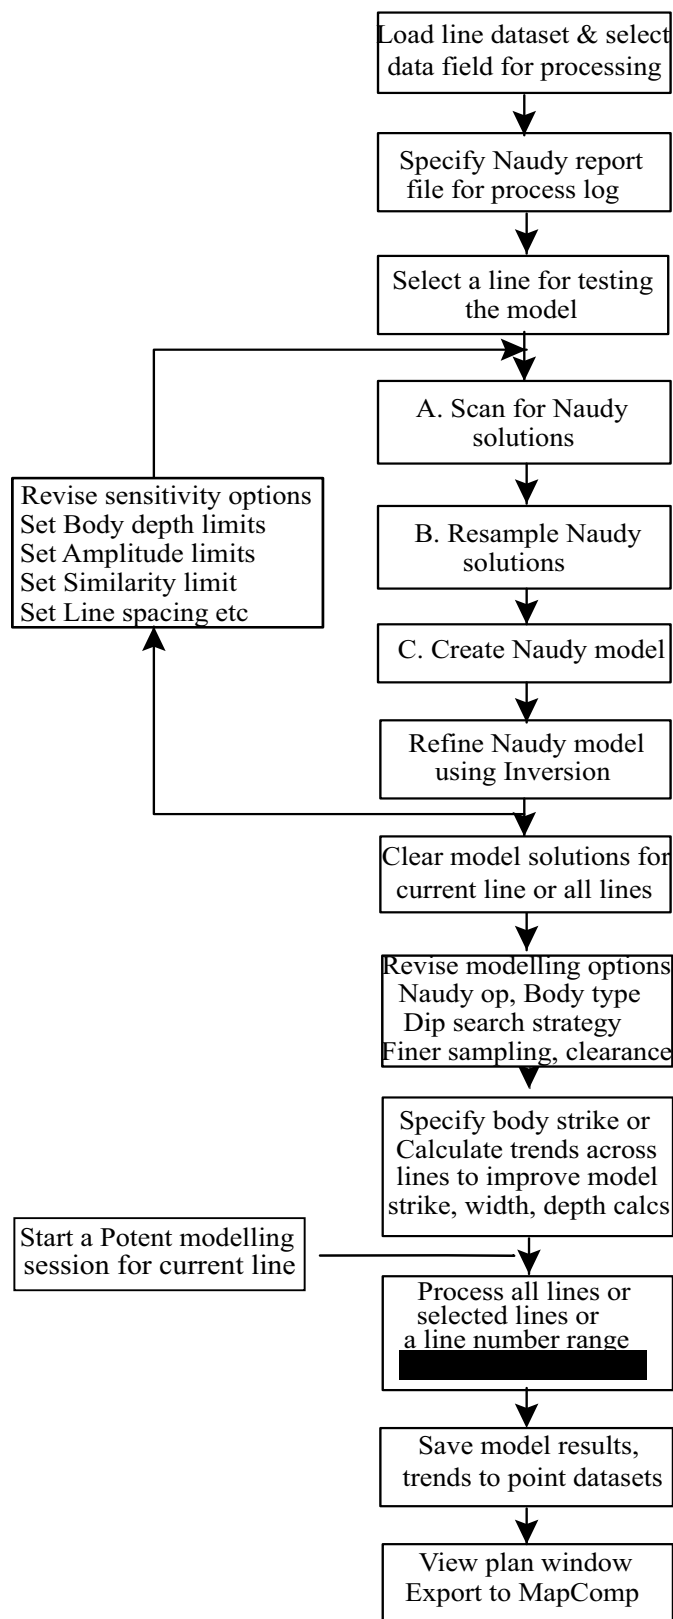 Load line dataset & select
data field for processing
Specify Naudy report
file for process log
Select a line for testing
the model
A. Scan for Naudy
solutions
Revise sensitivity options
Set Body depth limits
Set Amplitude limits
Set Similarity limit
Set Line spacing etc
B. Resample Naudy
solutions
C. Create Naudy model
Refine Naudy model
using Inversion
Clear model solutions for
current line or all lines
Revise modelling options
Naudy op, Body type
Dip search strategy
Finer sampling, clearance
Specify body strike or
Calculate trends across
lines to improve model
strike, width, depth calcs
Start a Potent modelling
session for current line
Process all lines or
selected lines or
a line number range
Save model results,
trends to point datasets
View plan window
Export to MapComp